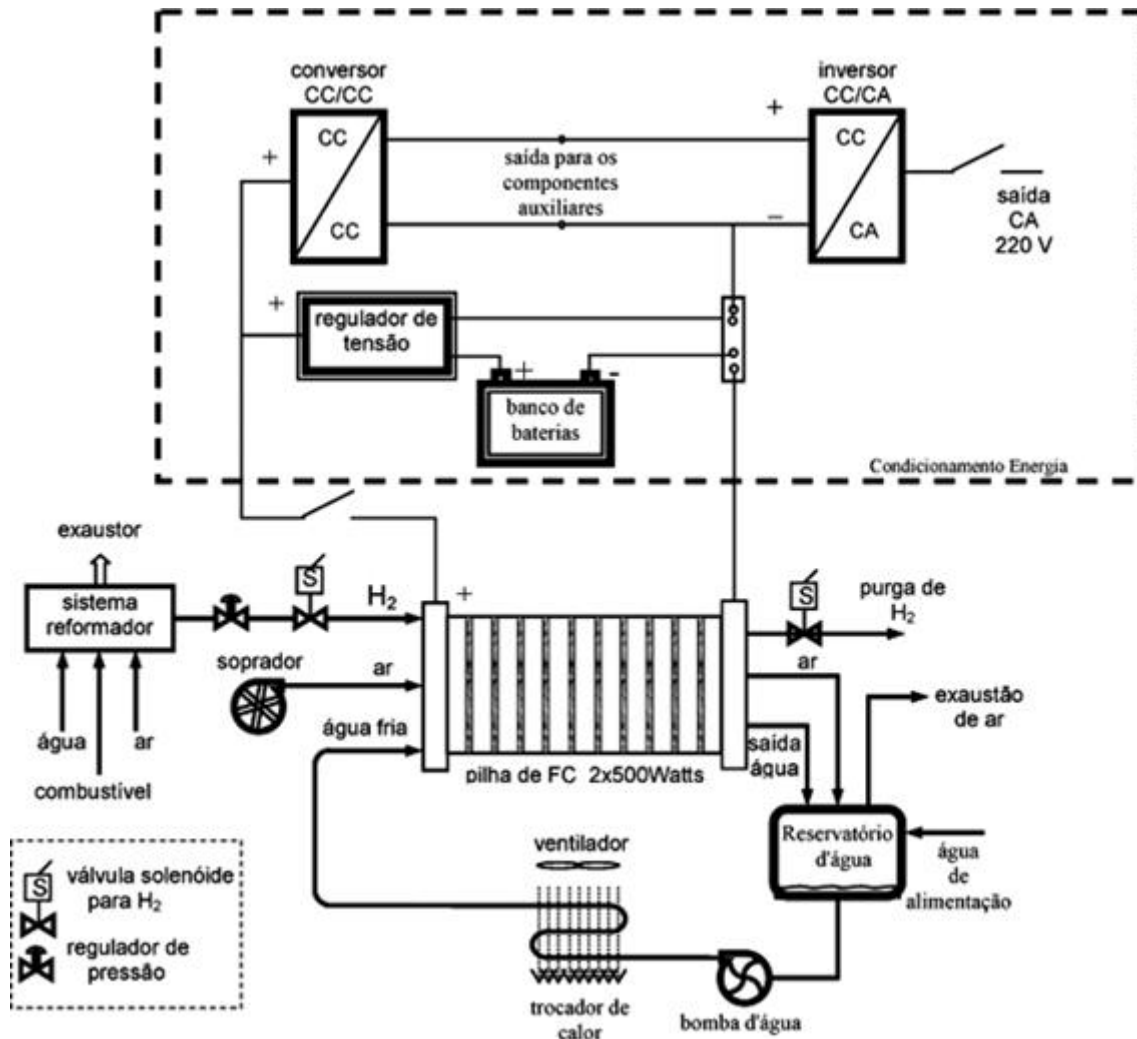 conversor
CC/CC
inversor
CC/CA
+
CC
CC
+
CC
CA
saída para os
componentes
auxiliares
_
saída
CA
220 V
+
regulador de
tensão
+
-
banco de
baterias
Condicionamento Energia
exaustor
sistema
reformador
S
H2
+
S
purga de
H2
soprador
ar
ar
exaustão
de ar
água
ar
combustível
água fria
saída
água
pilha de FC 2x500Watts
Reservatório
d'água
água
de
alimentação
ventilador
trocador de
calor
bomba d'água
S
válvula solenóide
para H2
regulador de
pressão